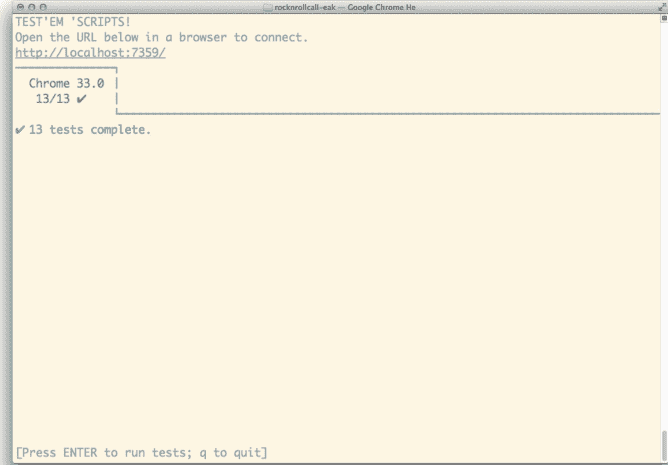 rocknrollcall-eak — Google Chrome He
TEST'EM 'SCRIPTS!
Open the URL below in a browser to connect.
http://localhost:7359/
Chrome 33.0
13/13 ✔
✔ 13 tests complete.
[Press ENTER to run tests; q to quit]